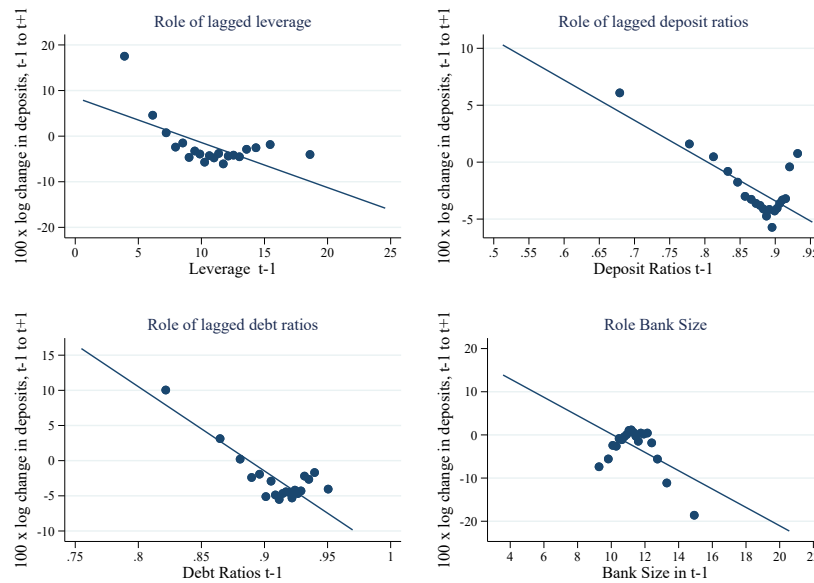 Role of lagged leverage
100 x log change in deposits, t-1 to t+1
20
10
0
-10
-20
0 5 10 15 20 25
Leverage t-1
Role of lagged deposit ratios
100 x log change in deposits, t-1 to t+1
10
5
0
-5
.5 .55 .6 .65 .7 .75 .8 .85 .9 .95
Deposit Ratios t-1
Role of lagged debt ratios
100 x log change in deposits, t-1 to t+1
15
10
5
0
-5
-10
.75 .8 .85 .9 .95 1
Debt Ratios t-1
Role Bank Size
100 x log change in deposits, t-1 to t+1
20
10
0
-10
-20
4 6 8 10 12 14 16 18 20
Bank Size in t-1